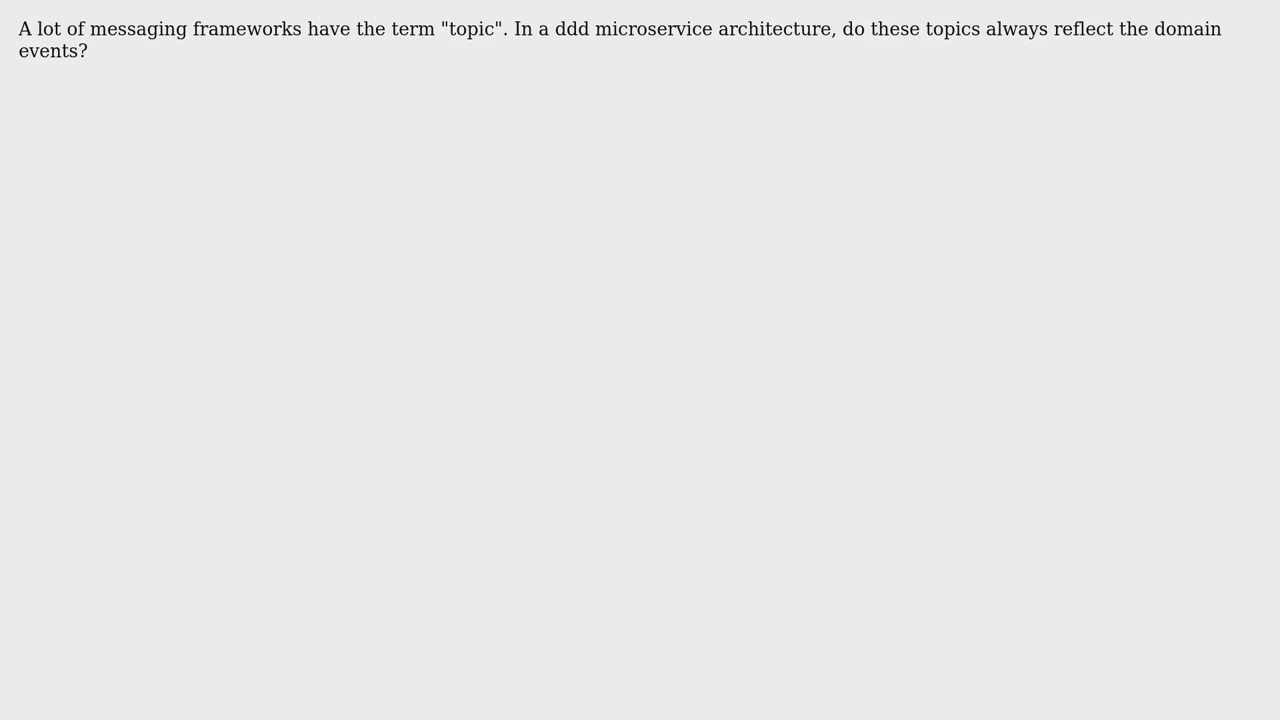 A lot of messaging frameworks have the term "topic". In a ddd microservice architecture, do these topics always reflect the domain
events?